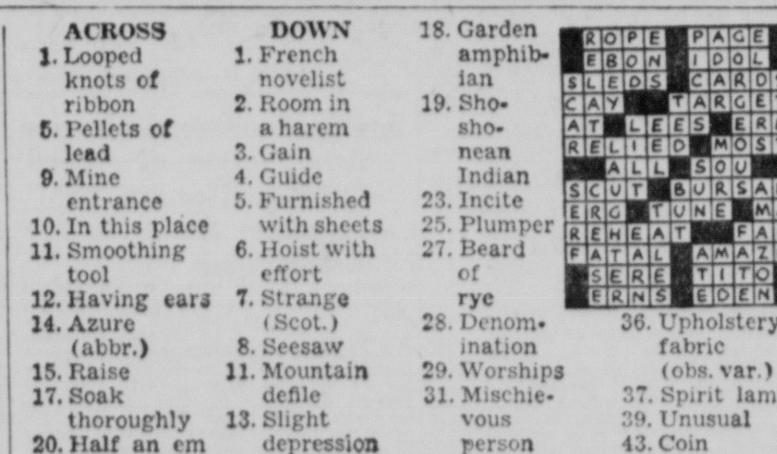 ACROSS
1. Looped
knots of
ribbon
5. Pellets of
lead
9. Mine
entrance
10. In this place
11. Smoothing
tool
12. Having ears
14. Azure
(abbr.)
15. Raise
17. Soak
thoroughly
20. Half an em
DOWN
1. French
novelist
2. Room in
a harem
3. Gain
4. Guide
5. Furnished
with sheets
6. Hoist with
effort
7. Strange
(Scot.)
8. Seesaw
11. Mountain
defile
13. Slight
depression
18. Garden
amphib-
ian
19. Sho-
sho-
nean
Indian
23. Incite
25. Plumper
27. Beard
of
rye
28. Denom-
ination
29. Worships
31. Mischie-
vous
person
ROPE PAGE
EBON IDOL
SLEDS CARO
CAY TARGE
AT LEES ER
RELIED MOS
ALL SOU
SCUT BURSA
ERG TUNE M
REHEAT FA
FATAL AMAZ
SERE TITO
ERNS EDEN
36. Upholstery
fabric
(obs. var.)
37. Spirit lam
39. Unusual
43. Coin